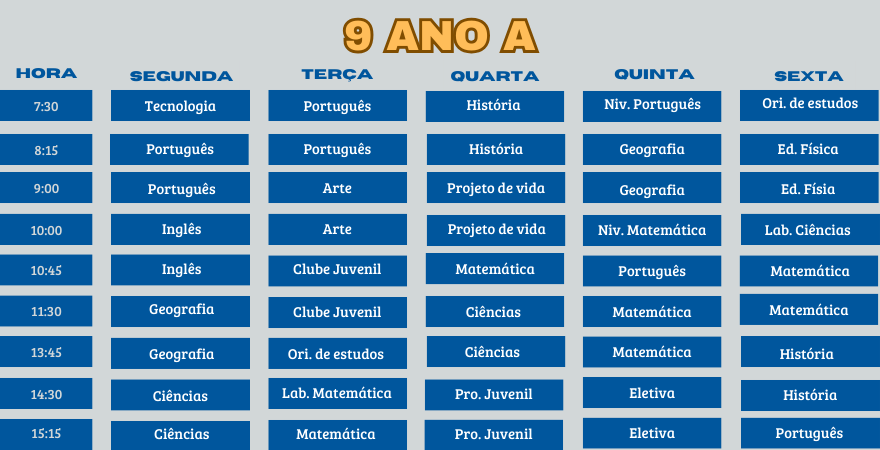 9 ANO A
HORA SEGUNDA TERÇA QUARTA QUINTA SEXTA
7:30 Tecnologia Português História Niv. Português Ori. de estudos
8:15 Português Português História Geografia Ed. Física
9:00 Português Arte Projeto de vida Geografia Ed. Físia
10:00 Inglês Arte Projeto de vida Niv. Matemática Lab. Ciências
10:45 Inglês Clube Juvenil Matemática Português Matemática
11:30 Geografia Clube Juvenil Ciências Matemática Matemática
13:45 Geografia Ori. de estudos Ciências Matemática História
14:30 Ciências Lab. Matemática Pro. Juvenil Eletiva História
15:15 Ciências Matemática Pro. Juvenil Eletiva Português